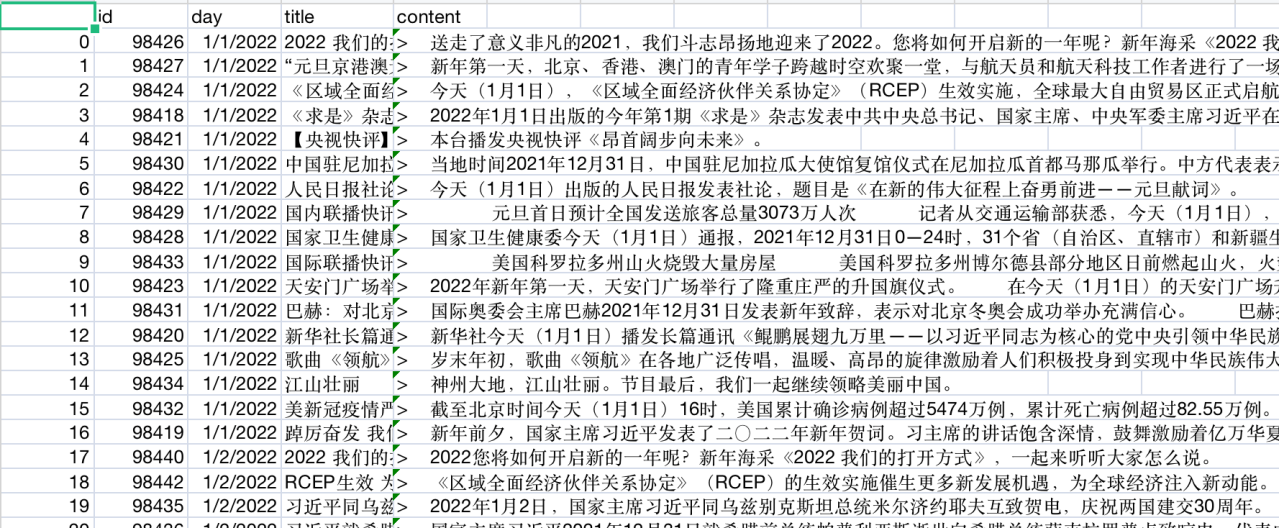 id day title content
0 98426 1/1/2022 2022 我们的 > 送走了意义非凡的2021，我们斗志昂扬地迎来了2022。您将如何开启新的一年呢？新年海采《2022 我
1 98427 1/1/2022 “元旦京港澳 > 新年第一天，北京、香港、澳门的青年学子跨越时空欢聚一堂，与航天员和航天科技工作者进行了一场
2 98424 1/1/2022 《区域全面经 > 今天（1月1日），《区域全面经济伙伴关系协定》（RCEP）生效实施，全球最大自由贸易区正式启航
3 98418 1/1/2022 《求是》杂志 > 2022年1月1日出版的今年第1期《求是》杂志发表中共中央总书记、国家主席、中央军委主席习近平在
4 98421 1/1/2022 【央视快评】 > 本台播发央视快评《昂首阔步向未来》。
5 98430 1/1/2022 中国驻尼加拉 > 当地时间2021年12月31日，中国驻尼加拉瓜大使馆复馆仪式在尼加拉瓜首都马那瓜举行。中方代表表示
6 98422 1/1/2022 人民日报社论 > 今天（1月1日）出版的人民日报发表社论，题目是《在新的伟大征程上奋勇前进——元旦献词》。
7 98429 1/1/2022 国内联播快讯 > 元旦首日预计全国发送旅客总量3073万人次 记者从交通运输部获悉，今天（1月1日），
8 98428 1/1/2022 国家卫生健康 > 国家卫生健康委今天（1月1日）通报，2021年12月31日0—24时，31个省（自治区、直辖市）和新疆生
9 98433 1/1/2022 国际联播快讯 > 美国科罗拉多州山火烧毁大量房屋 美国科罗拉多州博尔德县部分地区日前燃起山火，火
10 98423 1/1/2022 天安门广场举 > 2022年新年第一天，天安门广场举行了隆重庄严的升国旗仪式。 在今天（1月1日）的天安门广场
11 98431 1/1/2022 巴赫：对北京 > 国际奥委会主席巴赫2021年12月31日发表新年致辞，表示对北京冬奥会成功举办充满信心。 巴赫
12 98420 1/1/2022 新华社长篇通 > 新华社今天（1月1日）播发长篇通讯《鲲鹏展翅九万里——以习近平同志为核心的党中央引领中华民族
13 98425 1/1/2022 歌曲《领航》 > 岁末年初，歌曲《领航》在各地广泛传唱，温暖、高昂的旋律激励着人们积极投身到实现中华民族伟大
14 98434 1/1/2022 江山壮丽 > 神州大地，江山壮丽。节目最后，我们一起继续领略美丽中国。
15 98432 1/1/2022 美新冠疫情严 > 截至北京时间今天（1月1日）16时，美国累计确诊病例超过5474万例，累计死亡病例超过82.55万例。
16 98419 1/1/2022 踔厉奋发 我们 > 新年前夕，国家主席习近平发表了二〇二二年新年贺词。习主席的讲话饱含深情，鼓舞激励着亿万华夏
17 98440 1/2/2022 2022 我们的 > 2022您将如何开启新的一年呢？新年海采《2022 我们的打开方式》，一起来听听大家怎么说。
18 98442 1/2/2022 RCEP生效 为 > 《区域全面经济伙伴关系协定》（RCEP）的生效实施催生更多新发展机遇，为全球经济注入新动能。
19 98435 1/2/2022 习近平同乌兹 > 2022年1月2日，国家主席习近平同乌兹别克斯坦总统米尔济约耶夫互致贺电，庆祝两国建交30周年。